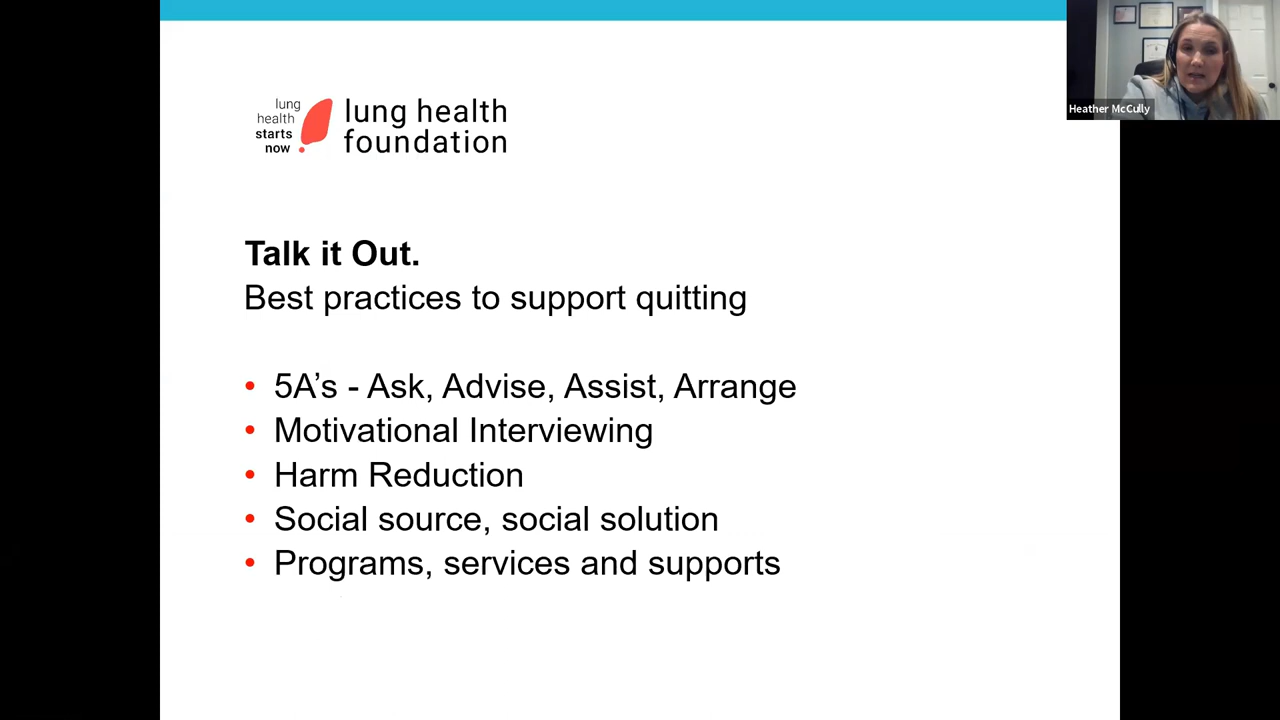 lung
health
starts
now
lung health
foundation
Heather McCully
Talk it Out.
Best practices to support quitting
• 5A’s - Ask, Advise, Assist, Arrange
• Motivational Interviewing
• Harm Reduction
• Social source, social solution
• Programs, services and supports